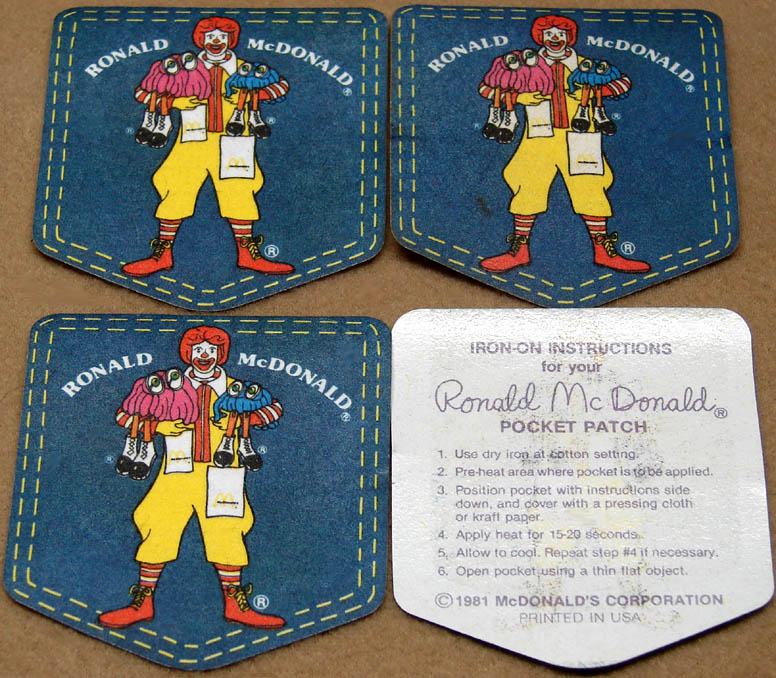 RONALD McDONALD®
®
®
®
RONALD McDONALD®
®
®
®
RONALD McDONALD®
®
®
®
IRON-ON INSTRUCTIONS
for your
Ronald McDonald®
POCKET PATCH
1. Use dry iron at cotton setting.
2. Pre-heat area where pocket is to be applied.
3. Position pocket with instructions side
down, and cover with a pressing cloth
or kraft paper.
4. Apply heat for 15-20 seconds.
5. Allow to cool. Repeat step #4 if necessary.
6. Open pocket using a thin flat object.
© 1981 McDONALD'S CORPORATION
PRINTED IN USA